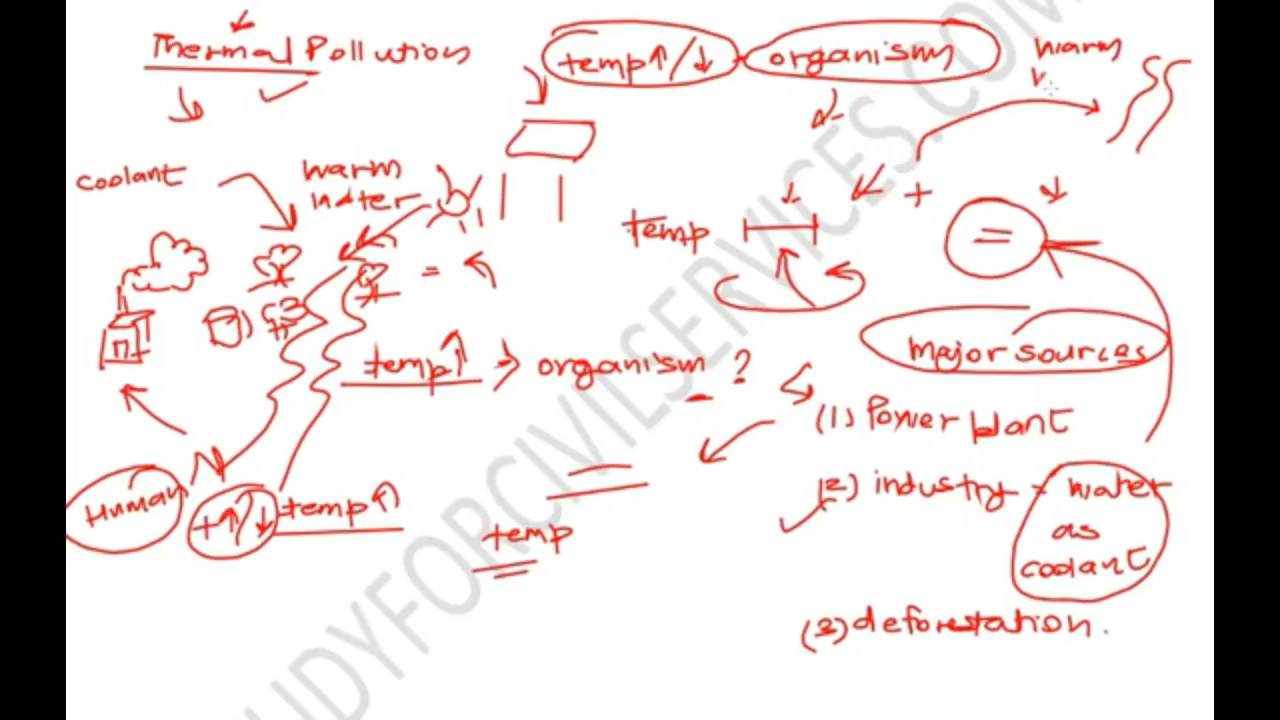 Thermal Pollution
temp↑/↓ organism
warm
coolant
warm
water
temp
temp↑ → organism ?
major sources
(1) Power plant
(2) industry - water
as
coolant
(3) deforestation.
Human
t↑/↓ temp↑
temp
STUDYFORCIVILSERVICES.COM